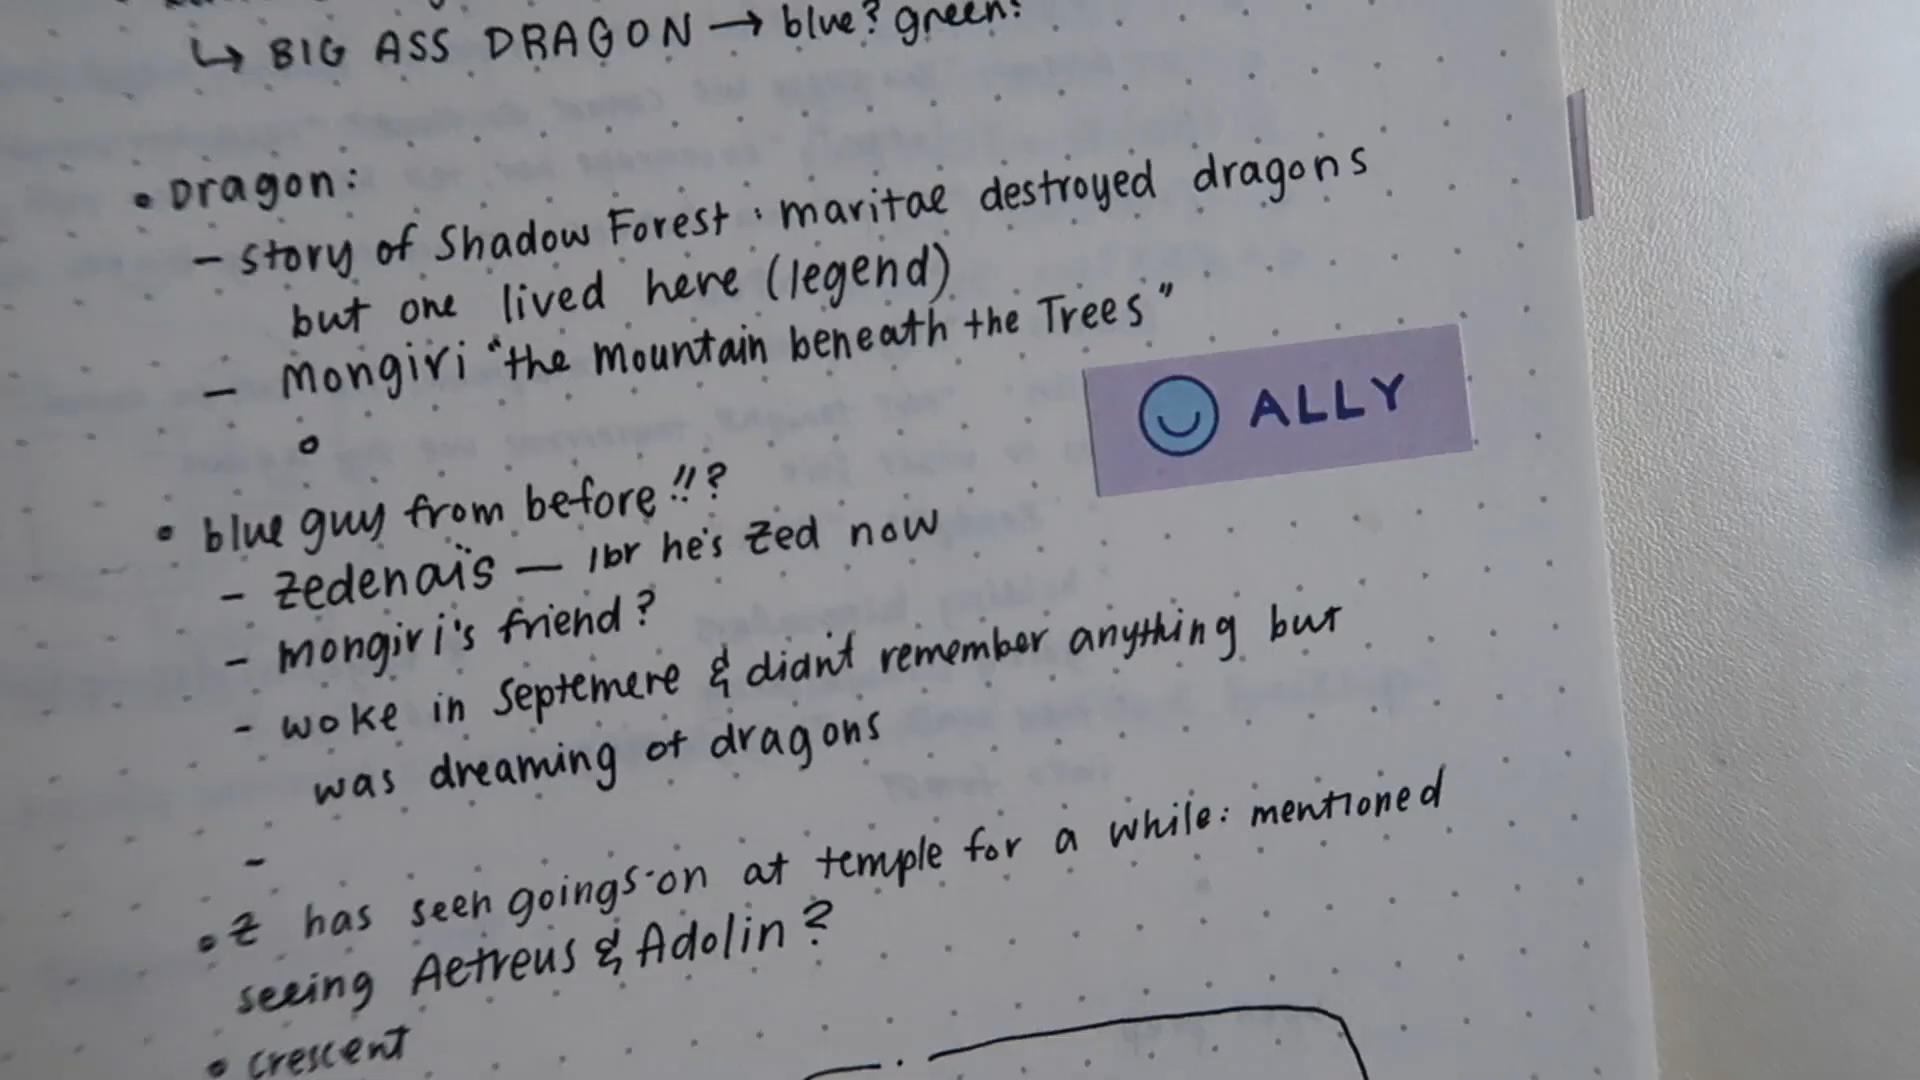 ↳ BIG ASS DRAGON → blue? green?
• Dragon:
– story of Shadow Forest: maritae destroyed dragons
but one lived here (legend)
– Mongiri "the Mountain beneath the Trees"
ALLY
• blue guy from before!!?
– Zedenaïs — lbr he's Zed now
– mongiri's friend?
– woke in Septemere & didn't remember anything but
was dreaming of dragons
–
• Z has seen goings-on at temple for a while: mentioned
seeing Aetreus & Adolin?
• crescent